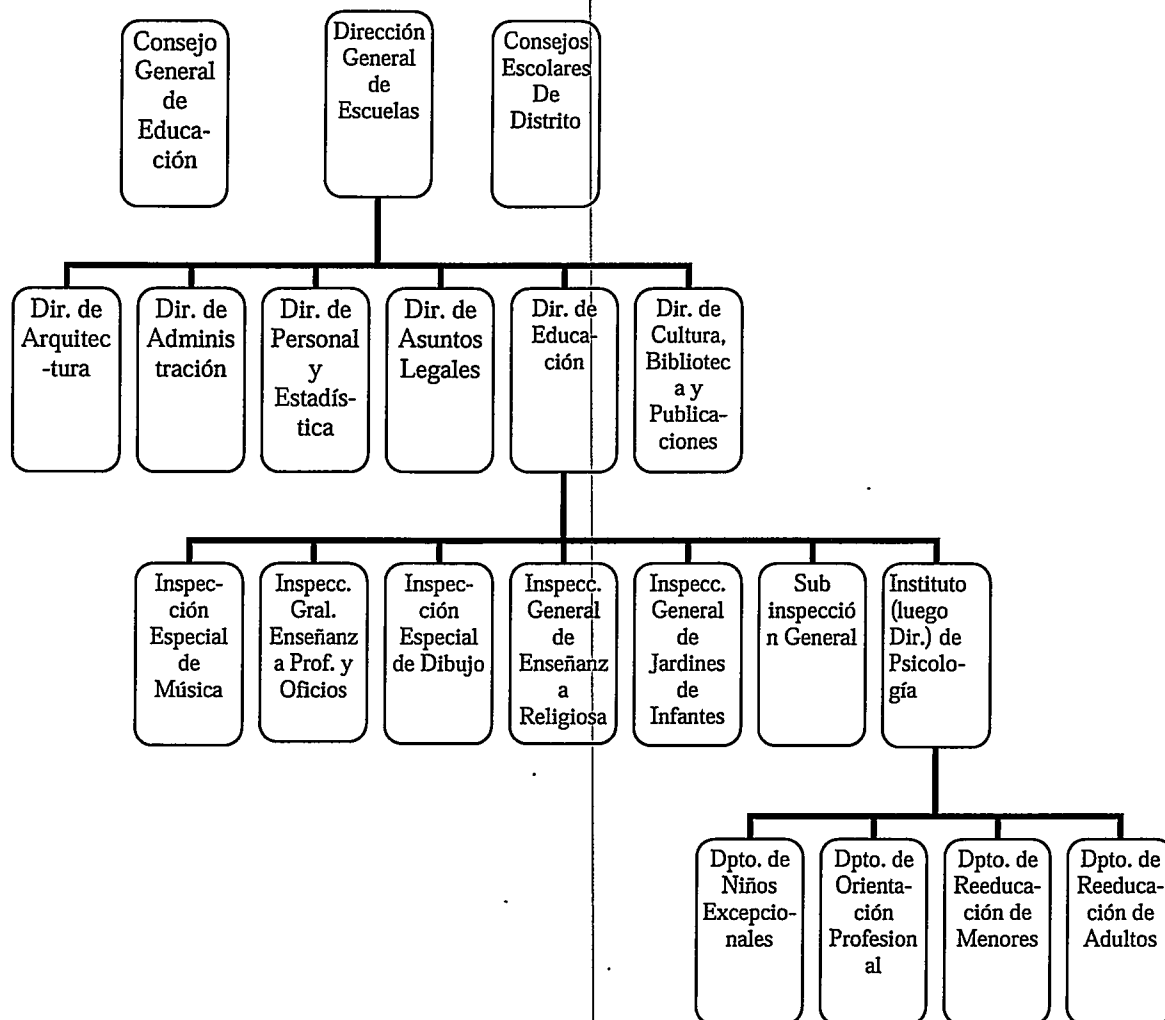 Consejo
General
de
Educa-
ción
Dirección
General
de
Escuelas
Consejos
Escolares
De
Distrito
Dir. de
Arquitec
-tura
Dir. de
Adminis
tración
Dir. de
Personal
y
Estadís-
tica
Dir. de
Asuntos
Legales
Dir. de
Educa-
ción
Dir. de
Cultura,
Bibliotec
a y
Publica-
ciones
Inspec-
ción
Especial
de
Música
Inspecc.
Gral.
Enseñanz
a Prof. y
Oficios
Inspec-
ción
Especial
de Dibujo
Inspecc.
General
de
Enseñanz
a
Religiosa
Inspecc.
General
de
Jardines
de
Infantes
Sub
inspecció
n General
Instituto
(luego
Dir.) de
Psicolo-
gía
Dpto. de
Niños
Excepcio-
nales
Dpto. de
Orienta-
ción
Profesion
al
Dpto. de
Reeduca-
ción de
Menores
Dpto. de
Reeduca-
ción de
Adultos